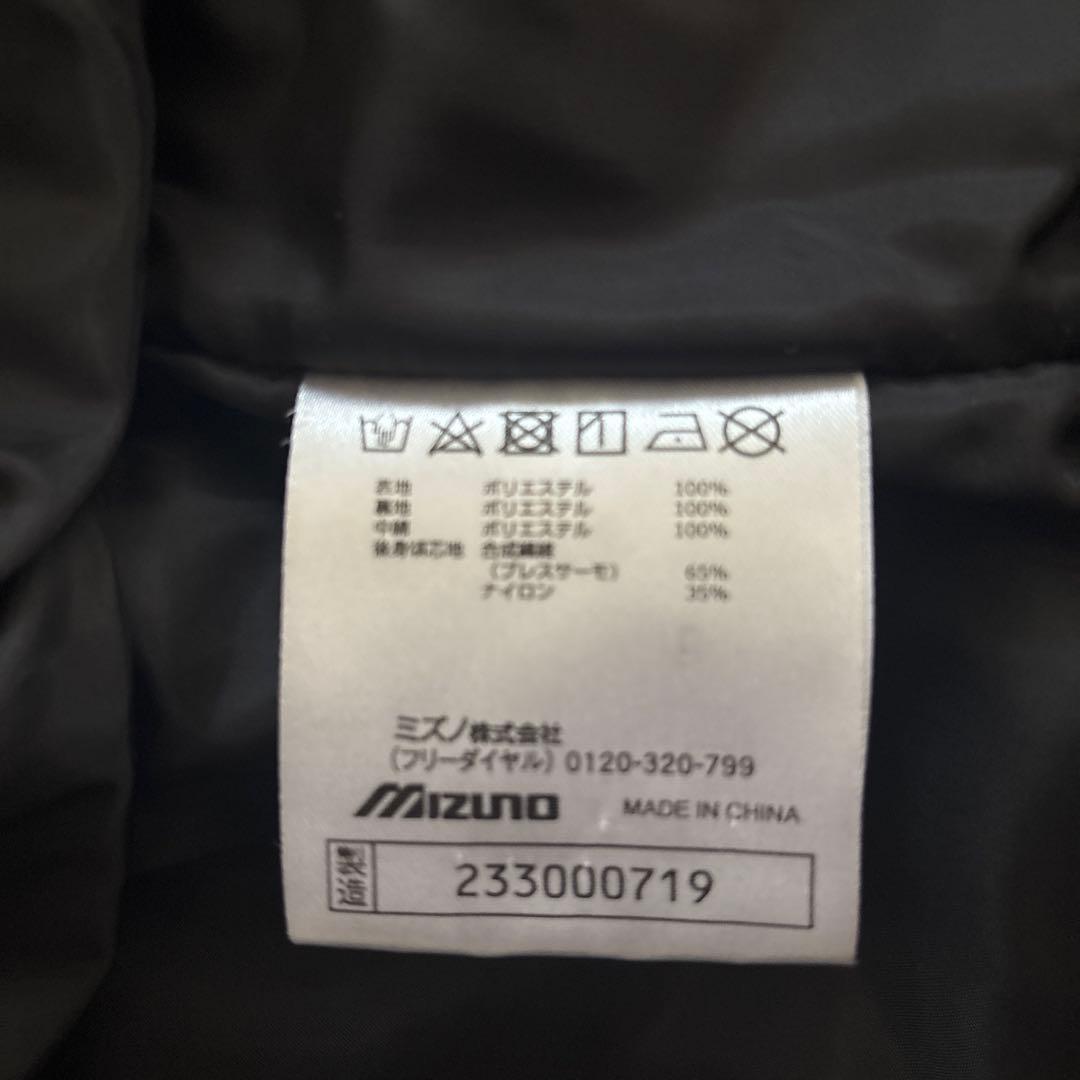 表地 ポリエステル 100%
裏地 ポリエステル 100%
中綿 ポリエステル 100%
後身頃芯地 合成繊維
(ブレスサーモ) 65%
ナイロン 35%
ミズノ株式会社
(フリーダイヤル) 0120-320-799
MIZUNO MADE IN CHINA
233000719